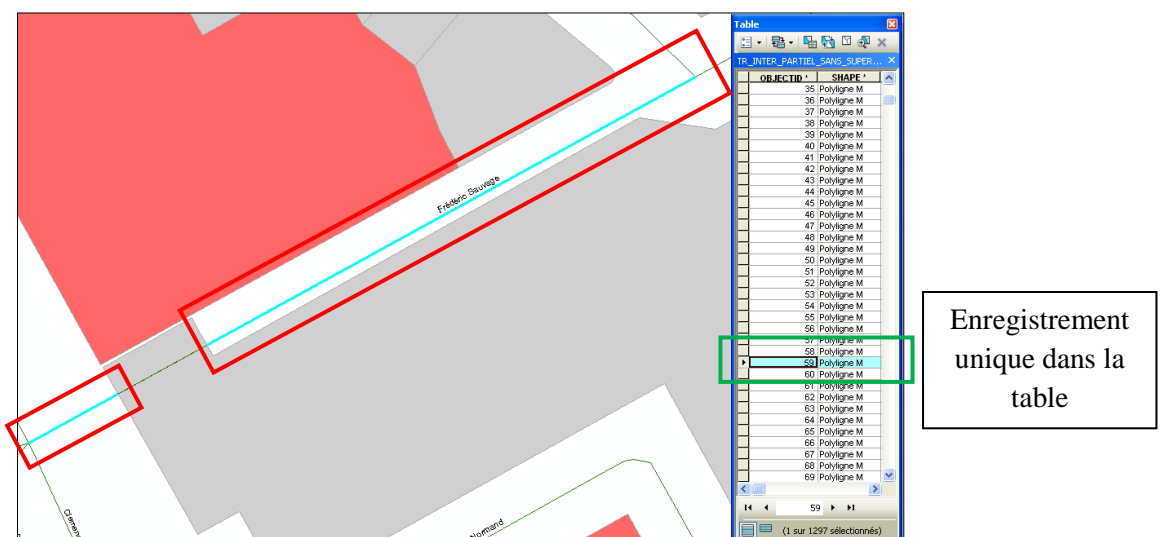 Frédéric Sauvage
Clemen
Normand
Table
TR_INTER_PARTIEL_SANS_SUPER...
OBJECTID * SHAPE *
35 Polyligne M
36 Polyligne M
37 Polyligne M
38 Polyligne M
39 Polyligne M
40 Polyligne M
41 Polyligne M
42 Polyligne M
43 Polyligne M
44 Polyligne M
45 Polyligne M
46 Polyligne M
47 Polyligne M
48 Polyligne M
49 Polyligne M
50 Polyligne M
51 Polyligne M
52 Polyligne M
53 Polyligne M
54 Polyligne M
55 Polyligne M
56 Polyligne M
57 Polyligne M
58 Polyligne M
59 Polyligne M
60 Polyligne M
61 Polyligne M
62 Polyligne M
63 Polyligne M
64 Polyligne M
65 Polyligne M
66 Polyligne M
67 Polyligne M
68 Polyligne M
69 Polyligne M
59
(1 sur 1297 sélectionnés)
Enregistrement
unique dans la
table